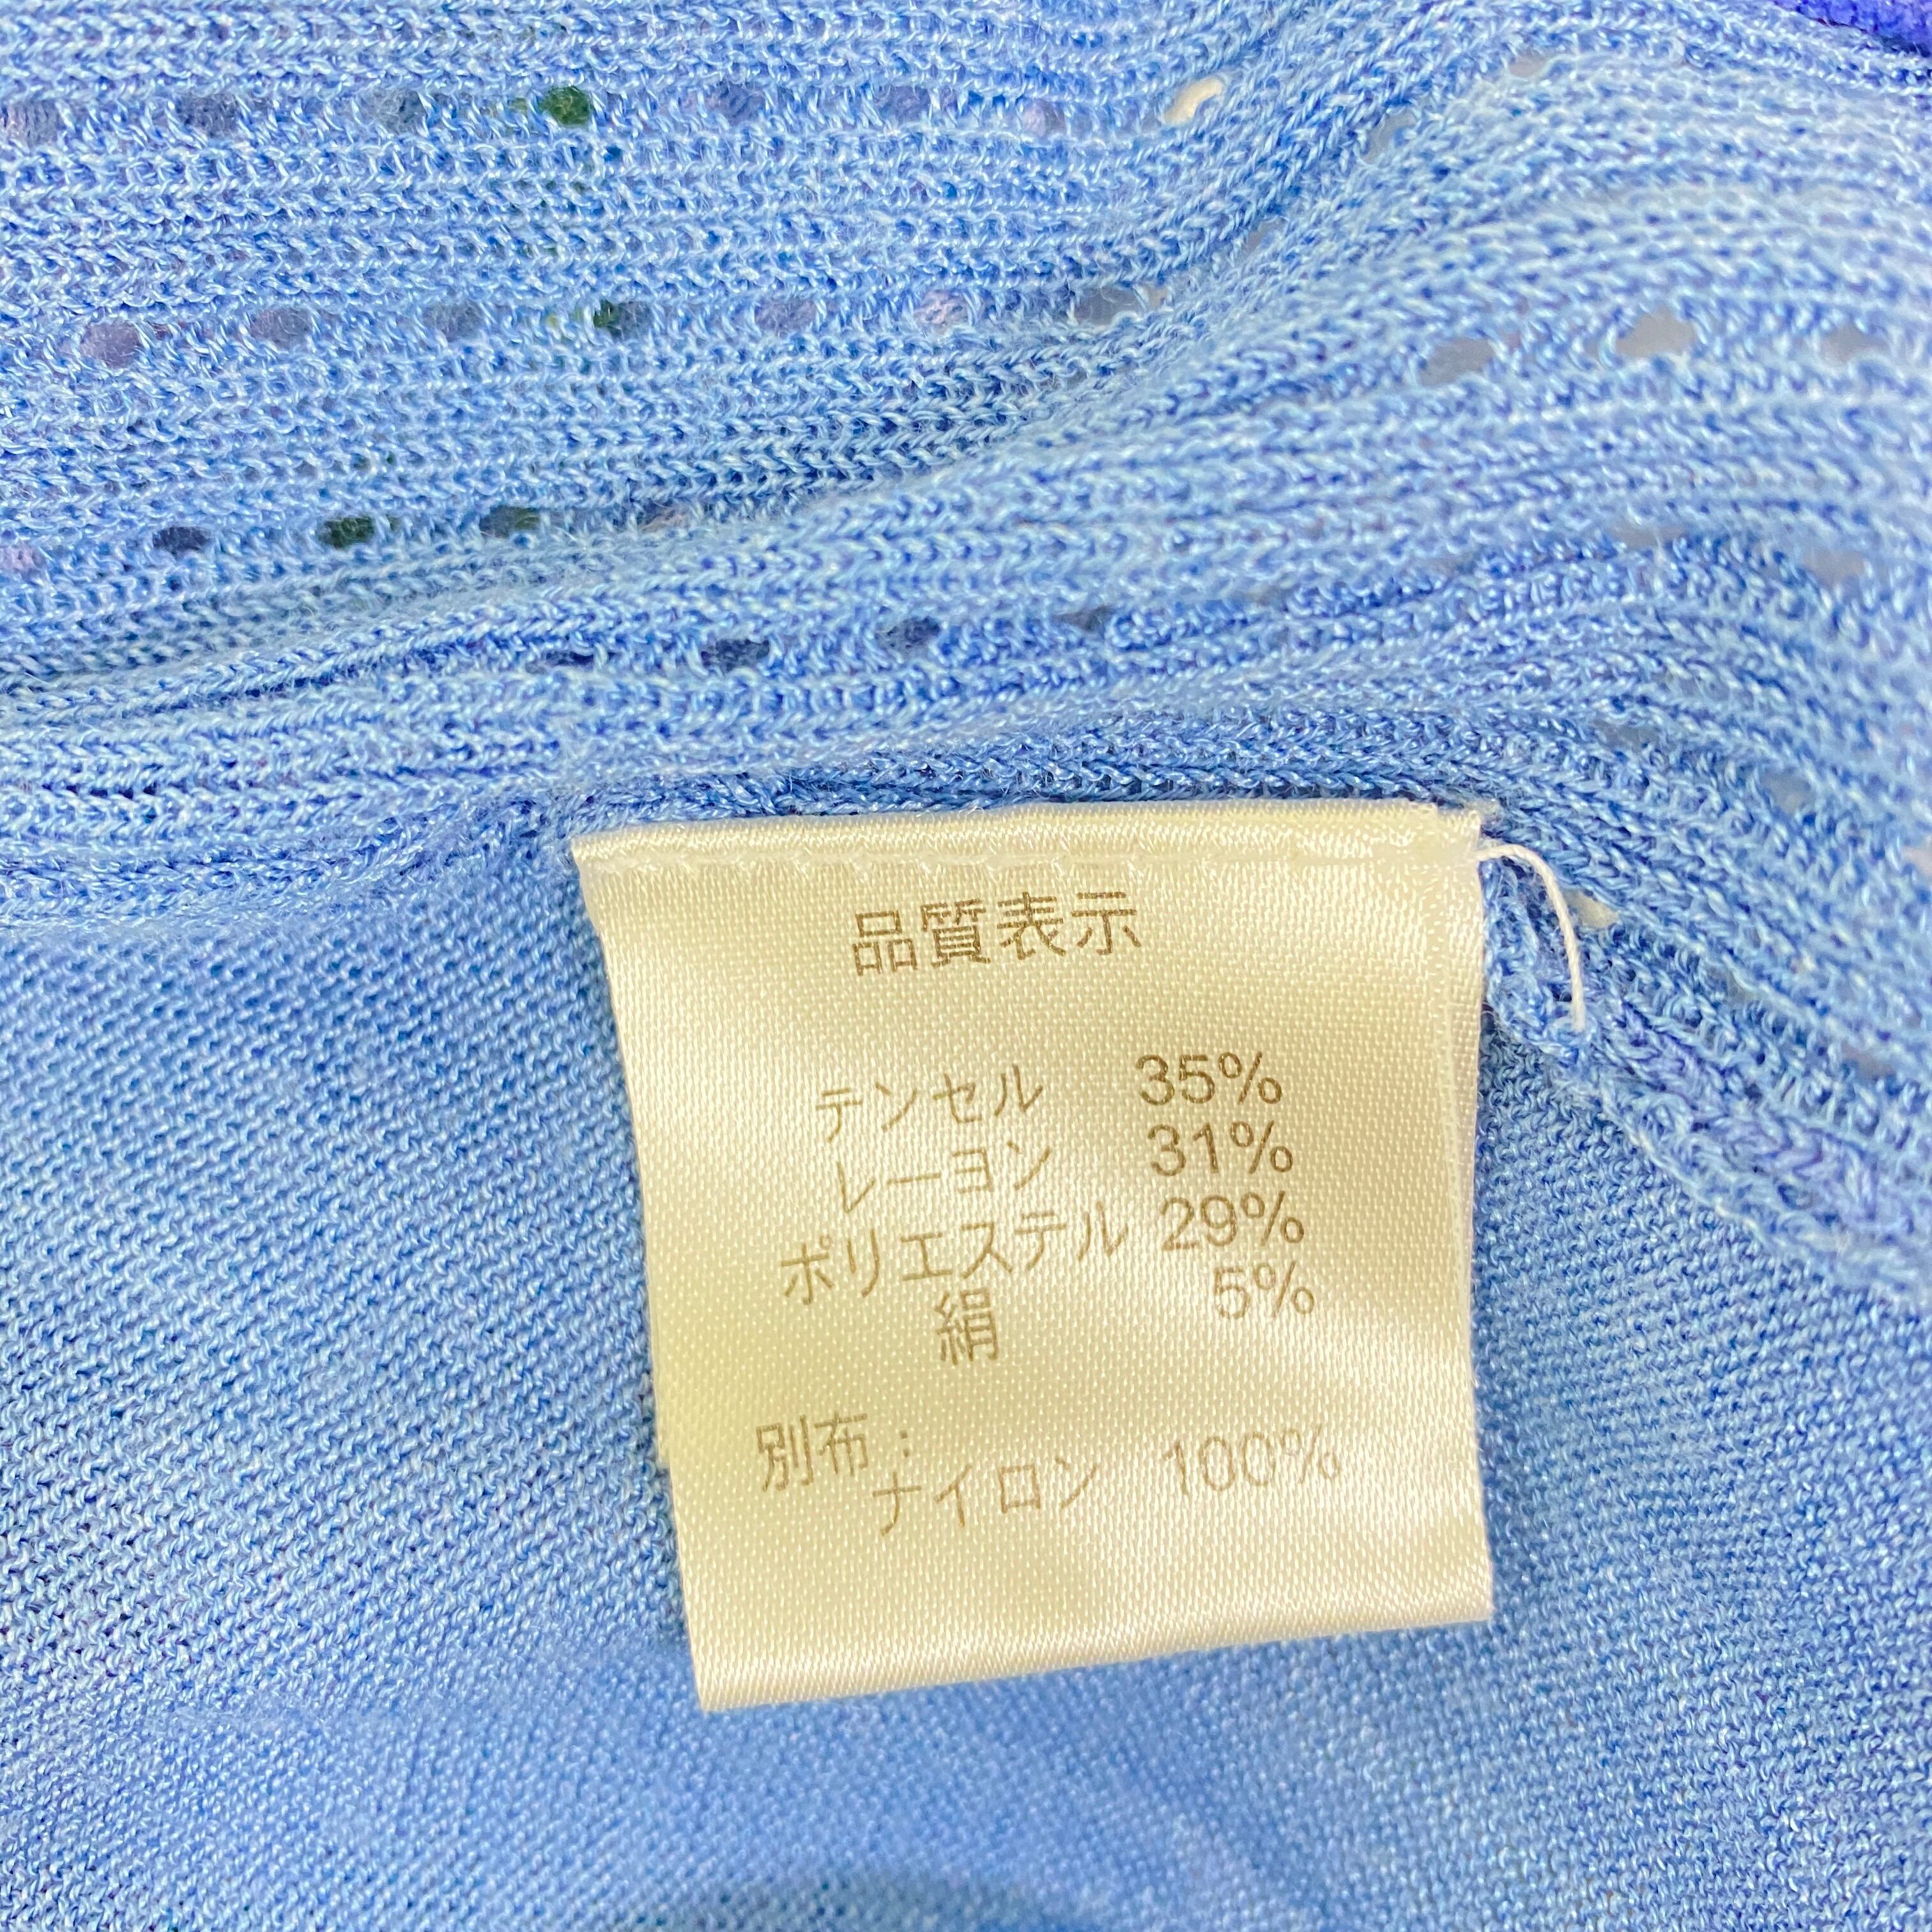 品質表示
テンセル 35%
レーヨン 31%
ポリエステル 29%
絹 5%
別布：
ナイロン 100%